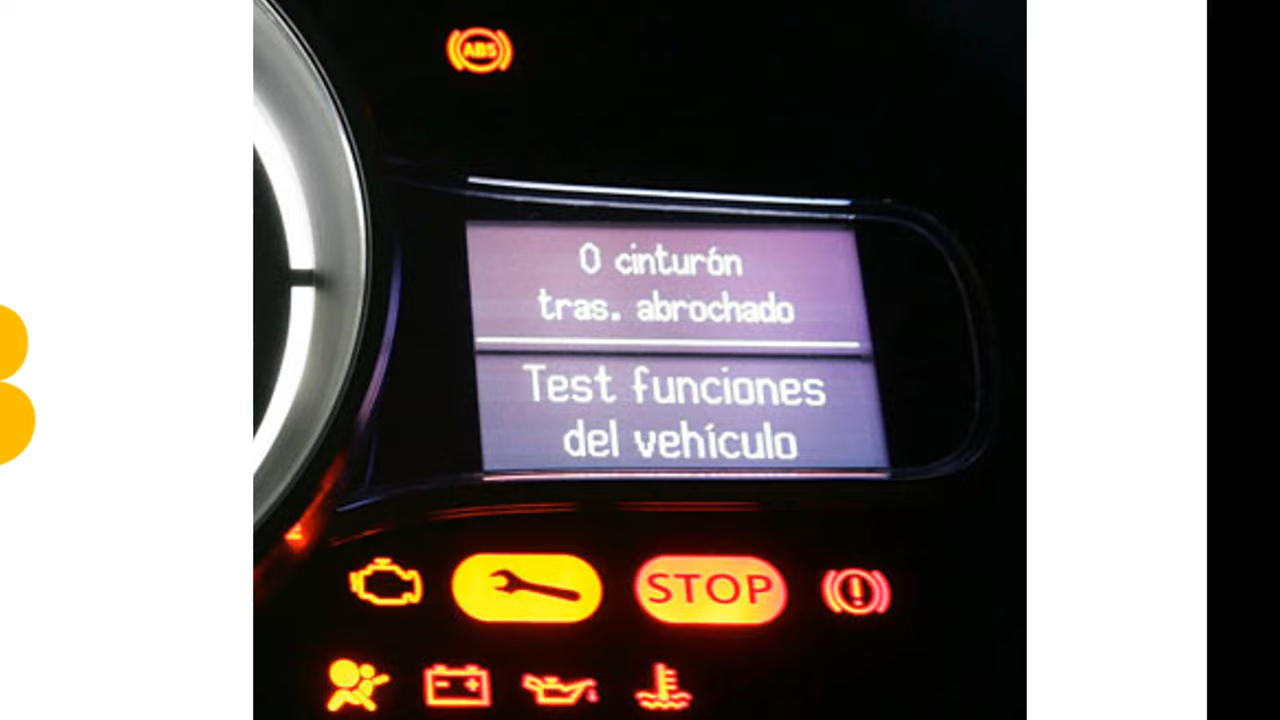 ABS
0 cinturón
tras. abrochado
Test funciones
del vehículo
STOP